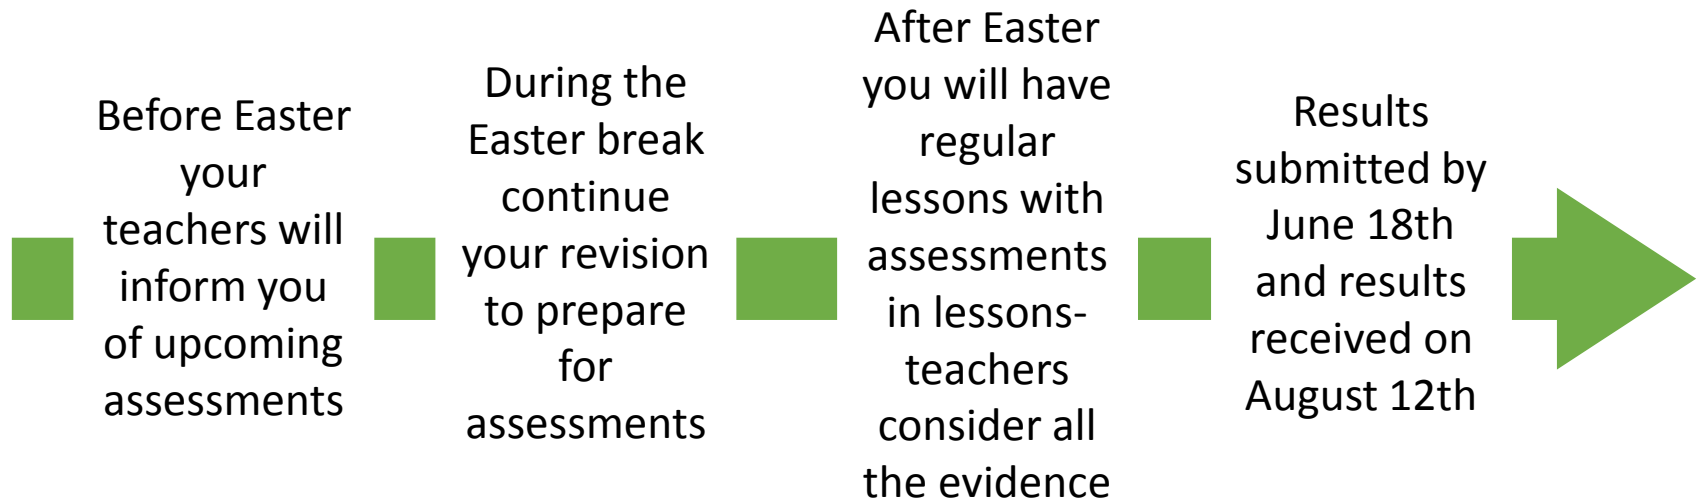 Before Easter
your
teachers will
inform you
of upcoming
assessments
During the
Easter break
continue
your revision
to prepare
for
assessments
After Easter
you will have
regular
lessons with
assessments
in lessons-
teachers
consider all
the evidence
Results
submitted by
June 18th
and results
received on
August 12th